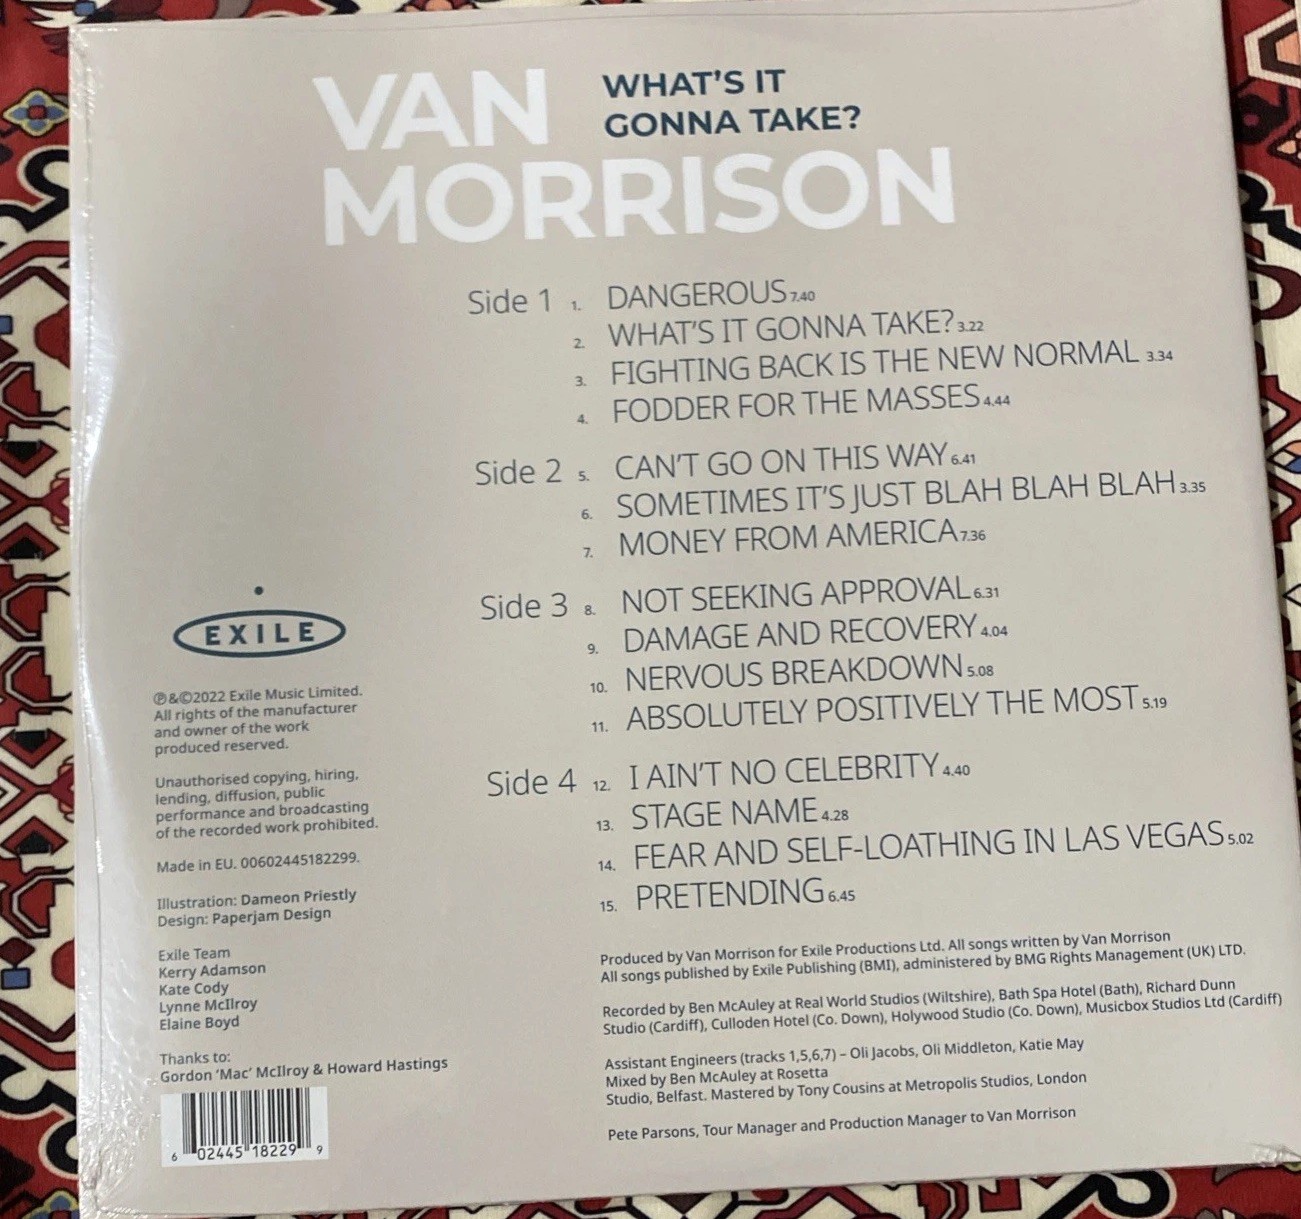 VAN
MORRISON
WHAT'S IT
GONNA TAKE?
Side 1 1. DANGEROUS 7.40
2. WHAT'S IT GONNA TAKE? 3.22
3. FIGHTING BACK IS THE NEW NORMAL 3.34
4. FODDER FOR THE MASSES 4.44
Side 2 5. CAN'T GO ON THIS WAY 6.41
6. SOMETIMES IT'S JUST BLAH BLAH BLAH 3.35
7. MONEY FROM AMERICA 7.36
Side 3 8. NOT SEEKING APPROVAL 6.31
9. DAMAGE AND RECOVERY 4.04
10. NERVOUS BREAKDOWN 5.08
11. ABSOLUTELY POSITIVELY THE MOST 5.19
Side 4 12. I AIN'T NO CELEBRITY 4.40
13. STAGE NAME 4.28
14. FEAR AND SELF-LOATHING IN LAS VEGAS 5.02
15. PRETENDING 6.45
EXILE
℗&©2022 Exile Music Limited.
All rights of the manufacturer
and owner of the work
produced reserved.
Unauthorised copying, hiring,
lending, diffusion, public
performance and broadcasting
of the recorded work prohibited.
Made in EU. 00602445182299.
Illustration: Dameon Priestly
Design: Paperjam Design
Exile Team
Kerry Adamson
Kate Cody
Lynne McIlroy
Elaine Boyd
Thanks to:
Gordon 'Mac' McIlroy & Howard Hastings
6 02445 18229 9
Produced by Van Morrison for Exile Productions Ltd. All songs written by Van Morrison
All songs published by Exile Publishing (BMI), administered by BMG Rights Management (UK) LTD.
Recorded by Ben McAuley at Real World Studios (Wiltshire), Bath Spa Hotel (Bath), Richard Dunn
Studio (Cardiff), Culloden Hotel (Co. Down), Holywood Studio (Co. Down), Musicbox Studios Ltd (Cardiff)
Assistant Engineers (tracks 1,5,6,7) – Oli Jacobs, Oli Middleton, Katie May
Mixed by Ben McAuley at Rosetta
Studio, Belfast. Mastered by Tony Cousins at Metropolis Studios, London
Pete Parsons, Tour Manager and Production Manager to Van Morrison